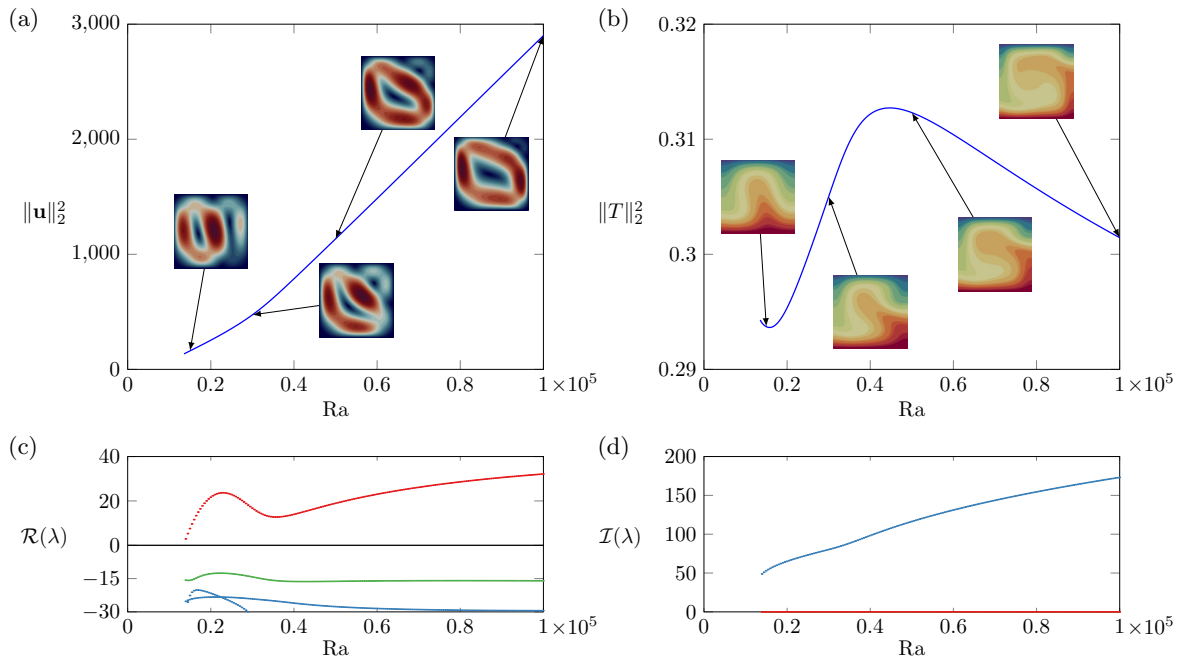 (a)
3,000
2,000
‖u‖₂²
1,000
0
0 0.2 0.4 0.6 0.8 1 ×10⁵
Ra
(b)
0.32
0.31
‖T‖₂²
0.3
0.29
0 0.2 0.4 0.6 0.8 1 ×10⁵
Ra
(c)
40
20
ℛ(λ)
0
−15
−30
0 0.2 0.4 0.6 0.8 1 ×10⁵
Ra
(d)
200
150
ℐ(λ)
100
50
0
0 0.2 0.4 0.6 0.8 1 ×10⁵
Ra